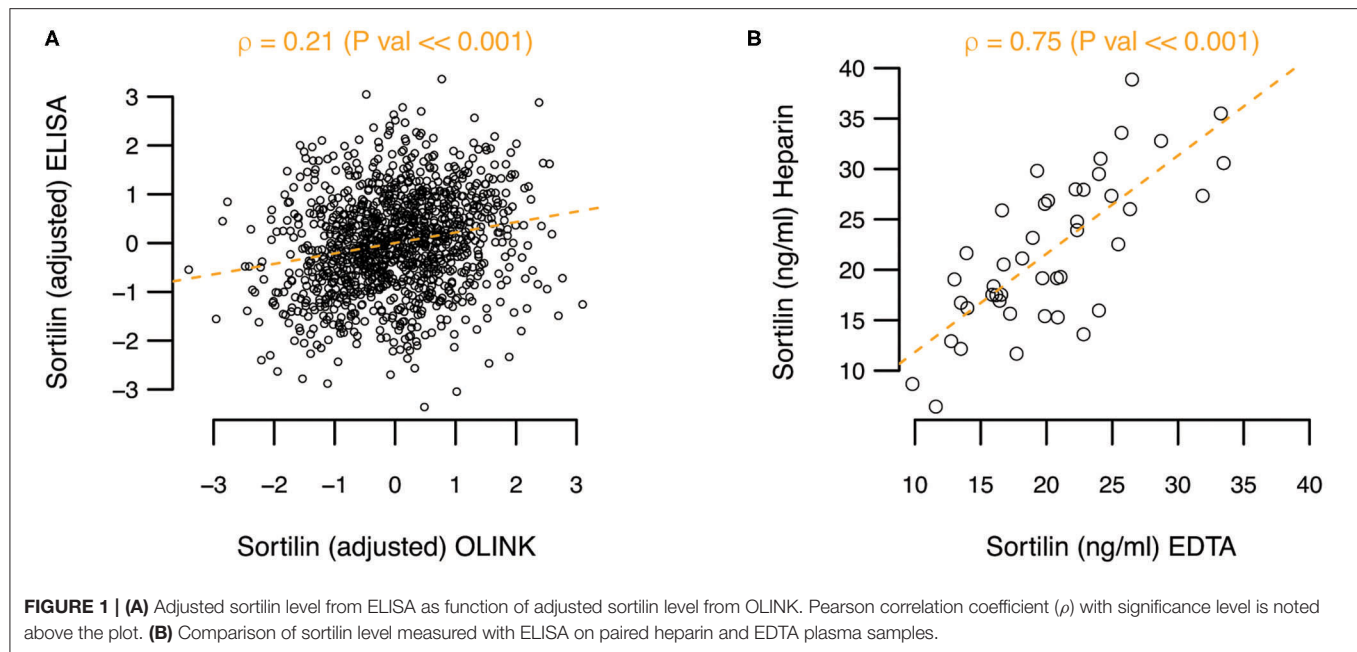 A
ρ = 0.21 (P val << 0.001)
Sortilin (adjusted) ELISA
3
2
1
0
−1
−2
−3
−3 −2 −1 0 1 2 3
Sortilin (adjusted) OLINK
B
ρ = 0.75 (P val << 0.001)
Sortilin (ng/ml) Heparin
40
35
30
25
20
15
10
10 15 20 25 30 35 40
Sortilin (ng/ml) EDTA
FIGURE 1 | (A) Adjusted sortilin level from ELISA as function of adjusted sortilin level from OLINK. Pearson correlation coefficient (ρ) with significance level is noted
above the plot. (B) Comparison of sortilin level measured with ELISA on paired heparin and EDTA plasma samples.